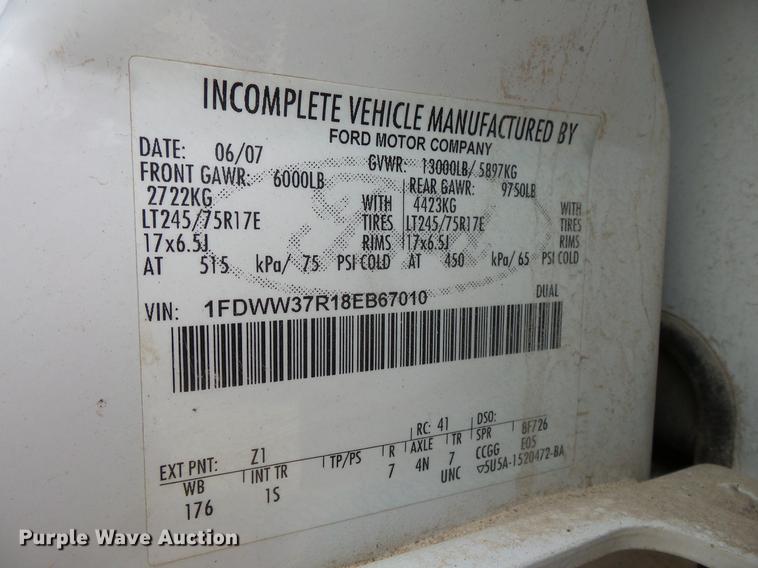 INCOMPLETE VEHICLE MANUFACTURED BY
FORD MOTOR COMPANY
DATE: 06/07 GVWR: 13000LB/ 5897KG
FRONT GAWR: 6000LB REAR GAWR: 9750LB
2722KG WITH 4423KG WITH
LT245/75R17E TIRES LT245/75R17E TIRES
17x6.5J RIMS 17x6.5J RIMS
AT 515 kPa/ 75 PSI COLD AT 450 kPa/ 65 PSI COLD
VIN: 1FDWW37R18EB67010 DUAL
RC: 41 DSO:
EXT PNT: Z1 TP/PS R AXLE TR SPR 8F726
WB INT TR 7 4N 7 CCGG E05
176 1S UNC ▽5U5A-1520472-BA
Purple Wave Auction